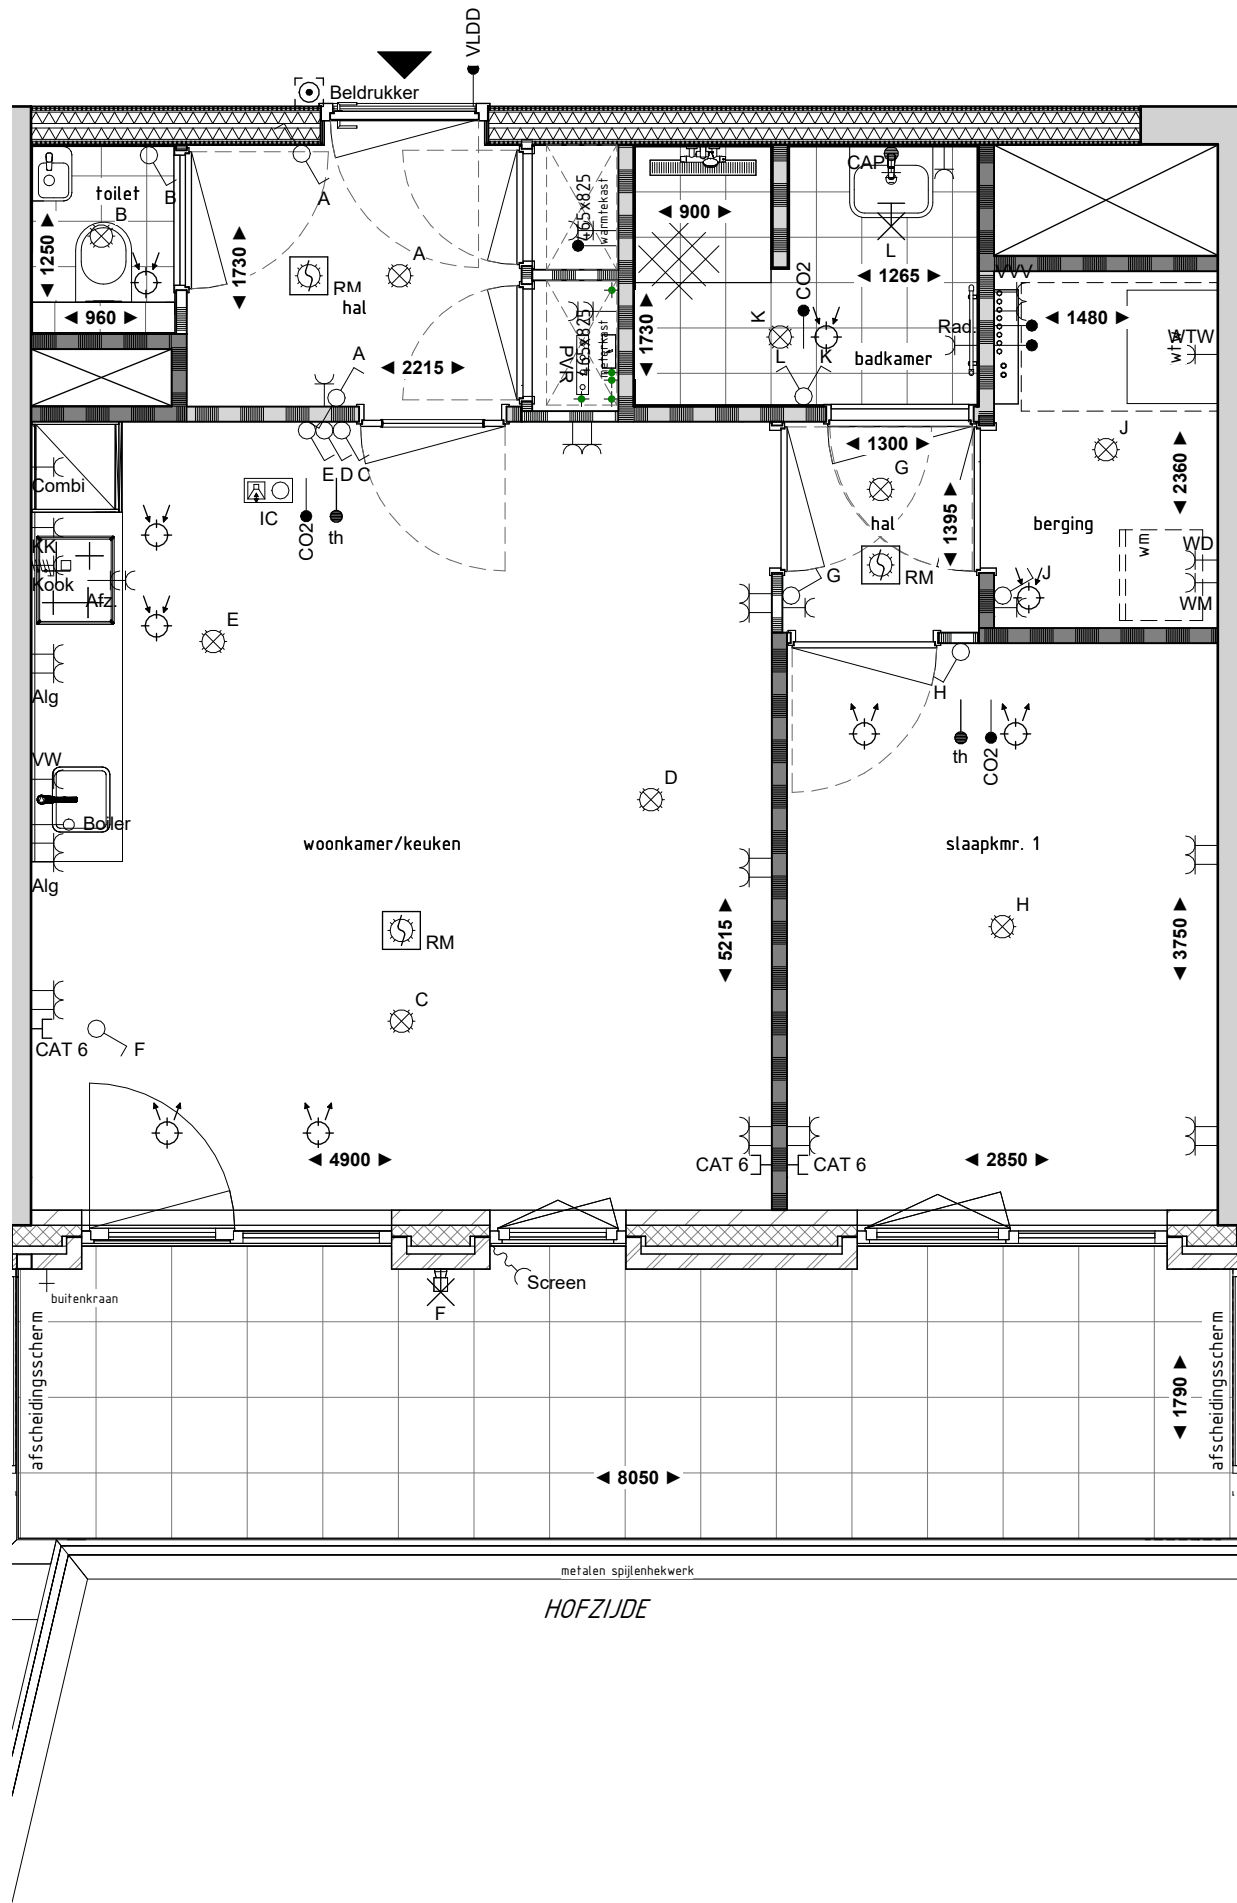 VLDD
Beldrukker
toilet
B
B
A
1250
960
1730
RM
A
hal
A
2215
465x825
warmtekast
465x825
meterkast
PVR
900
1730
CAP
L
1265
CO2
K
L
K
badkamer
Rad.
VVV
1480
wtw
WTW
J
2360
berging
wm
WD
WM
J
1300
G
hal
1395
RM
G
H
Combi
KK
Kook
Afz.
Alg
VW
Boiler
Alg
E
D
C
IC
CO2
th
E
D
woonkamer/keuken
RM
5215
C
CAT 6
F
4900
CAT 6
CAT 6
th
CO2
slaapkmr. 1
H
3750
2850
buitenkraan
F
Screen
afscheidingsscherm
afscheidingsscherm
1790
8050
metalen spijlenhekwerk
HOFZIJDE